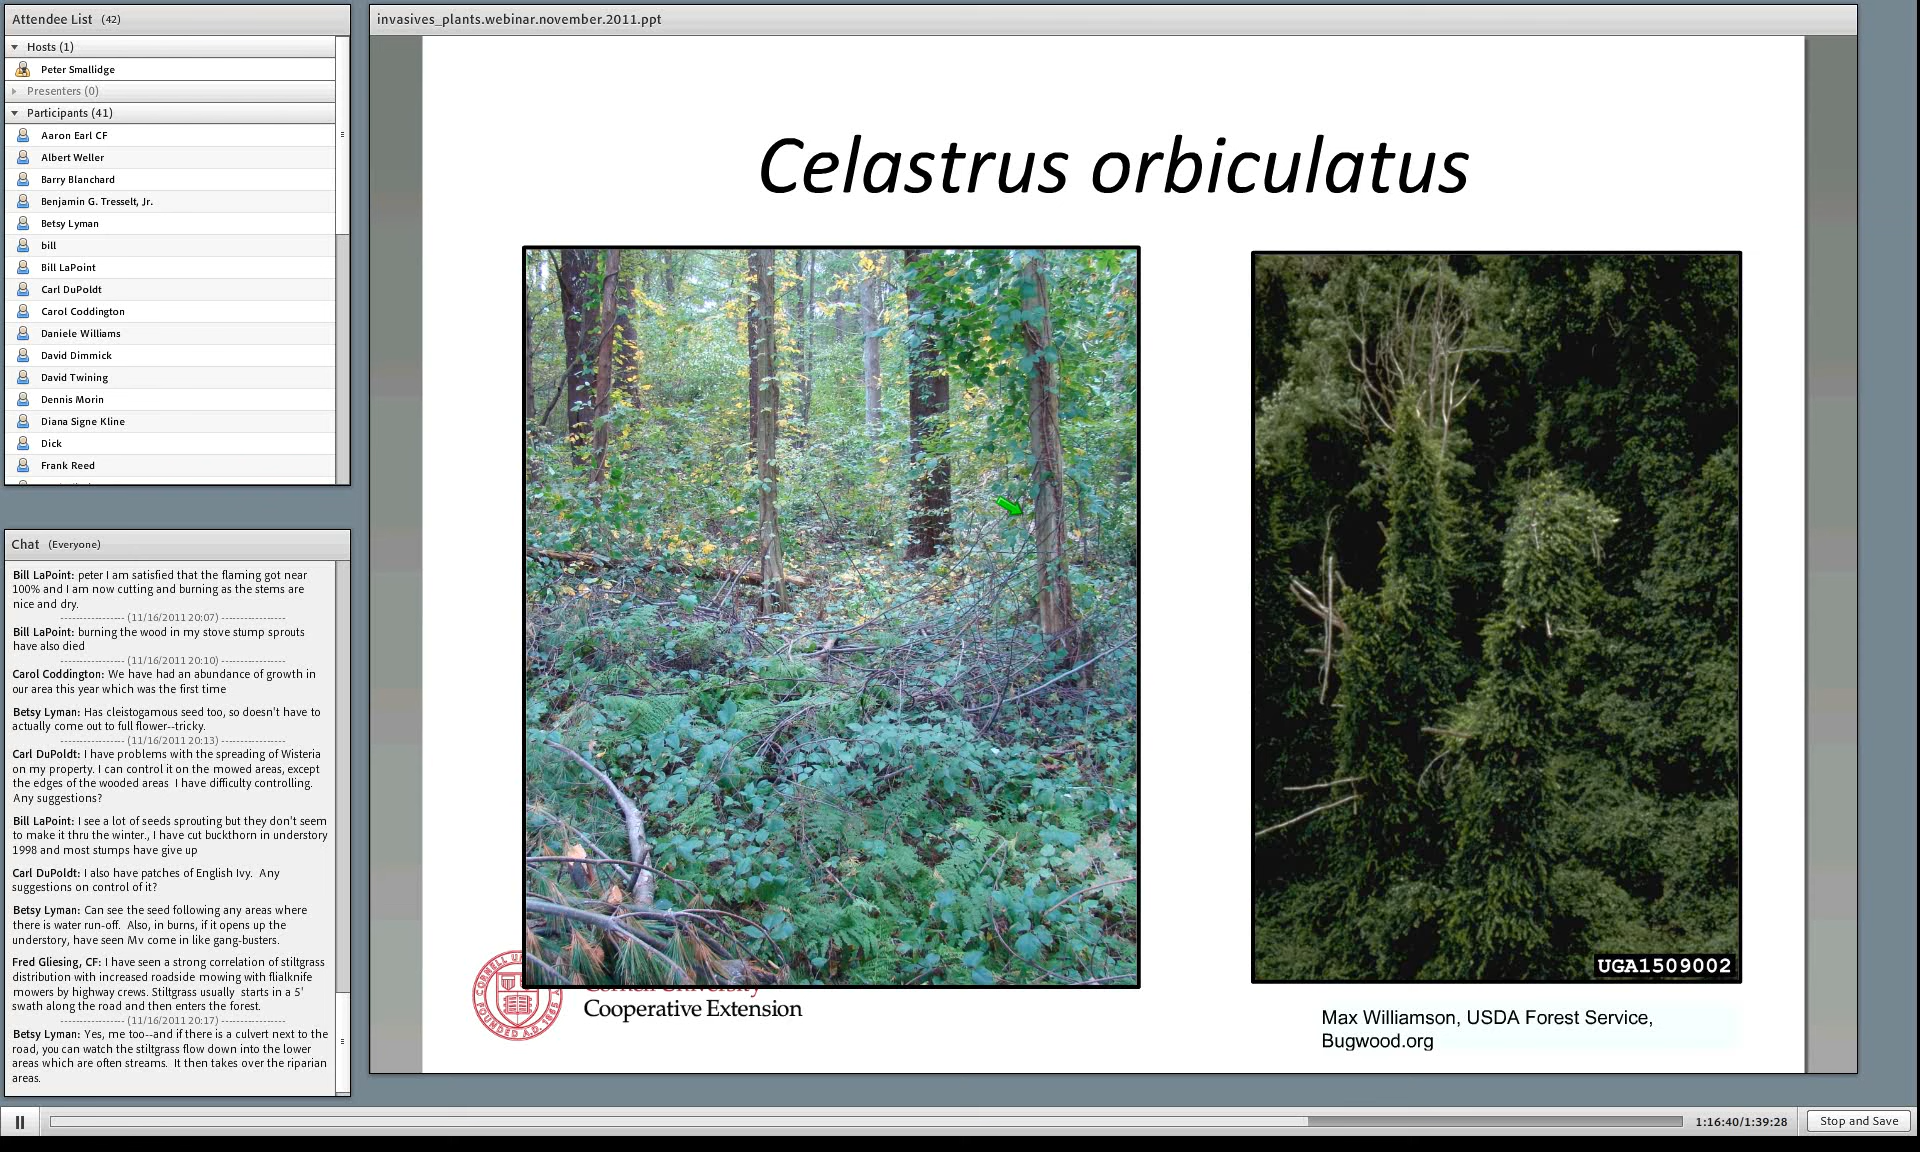 Attendee List (42)
Hosts (1)
Peter Smallidge
Presenters (0)
Participants (41)
Aaron Earl CF
Albert Weller
Barry Blanchard
Benjamin G. Tresselt, Jr.
Betsy Lyman
bill
Bill LaPoint
Carl DuPoldt
Carol Coddington
Daniele Williams
David Dimmick
David Twining
Dennis Morin
Diana Signe Kline
Dick
Frank Reed
Chat (Everyone)
Bill LaPoint: peter I am satisfied that the flaming got near
100% and I am now cutting and burning as the stems are
nice and dry.
------------------ (11/16/2011 20:07) ------------------
Bill LaPoint: burning the wood in my stove stump sprouts
have also died
------------------ (11/16/2011 20:10) ------------------
Carol Coddington: We have had an abundance of growth in
our area this year which was the first time
Betsy Lyman: Has cleistogamous seed too, so doesn't have to
actually come out to full flower--tricky.
------------------ (11/16/2011 20:13) ------------------
Carl DuPoldt: I have problems with the spreading of Wisteria
on my property. I can control it on the mowed areas, except
the edges of the wooded areas I have difficulty controlling.
Any suggestions?
Bill LaPoint: I see a lot of seeds sprouting but they don't seem
to make it thru the winter., I have cut buckthorn in understory
1998 and most stumps have give up
Carl DuPoldt: I also have patches of English Ivy. Any
suggestions on control of it?
Betsy Lyman: Can see the seed following any areas where
there is water run-off. Also, in burns, if it opens up the
understory, have seen Mv come in like gang-busters.
Fred Gliesing, CF: I have seen a strong correlation of stiltgrass
distribution with increased roadside mowing with flialknife
mowers by highway crews. Stiltgrass usually starts in a 5'
swath along the road and then enters the forest.
------------------ (11/16/2011 20:17) ------------------
Betsy Lyman: Yes, me too--and if there is a culvert next to the
road, you can watch the stiltgrass flow down into the lower
areas which are often streams. It then takes over the riparian
areas.
invasives_plants.webinar.november.2011.ppt
Celastrus orbiculatus
UGA1509002
Cornell University
Cooperative Extension
Max Williamson, USDA Forest Service,
Bugwood.org
1:16:40/1:39:28
Stop and Save